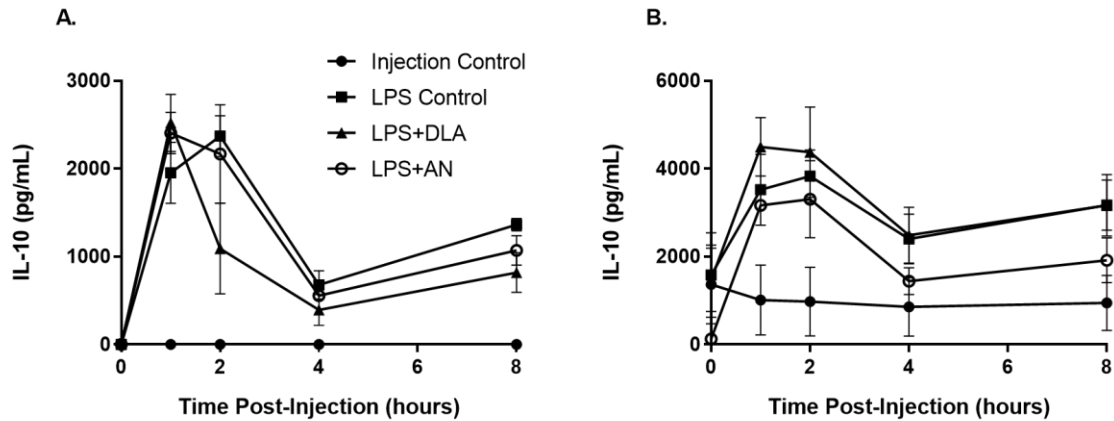 A.
IL-10 (pg/mL)
3000
2000
1000
0
0 2 4 6 8
Time Post-Injection (hours)
Injection Control
LPS Control
LPS+DLA
LPS+AN
B.
IL-10 (pg/mL)
6000
4000
2000
0
0 2 4 6 8
Time Post-Injection (hours)